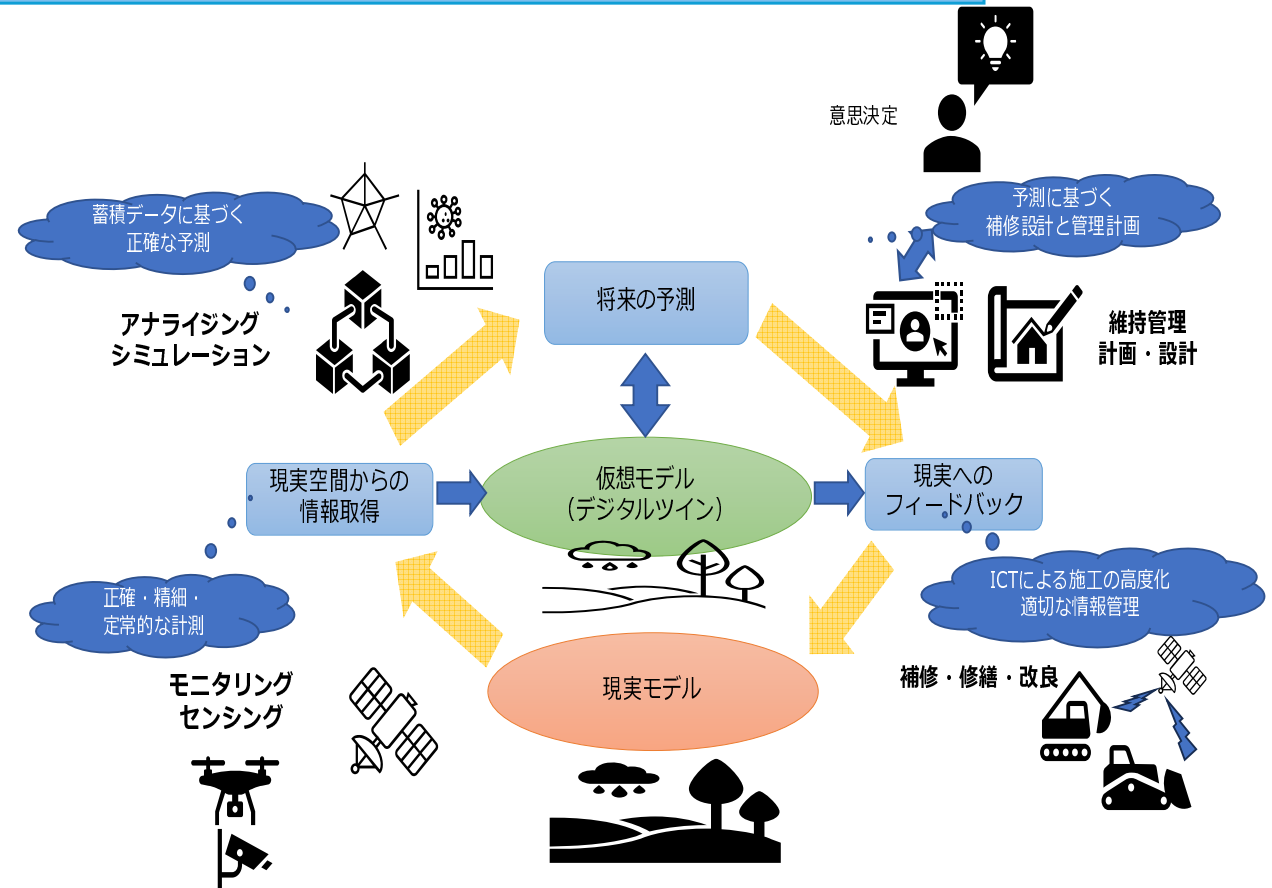 意思決定
蓄積データに基づく
正確な予測
予測に基づく
補修設計と管理計画
アナライジング
シミュレーション
将来の予測
維持管理
計画・設計
現実空間からの
情報取得
仮想モデル
（デジタルツイン）
現実への
フィードバック
正確・精細・
定常的な計測
ICTによる施工の高度化
適切な情報管理
モニタリング
センシング
現実モデル
補修・修繕・改良